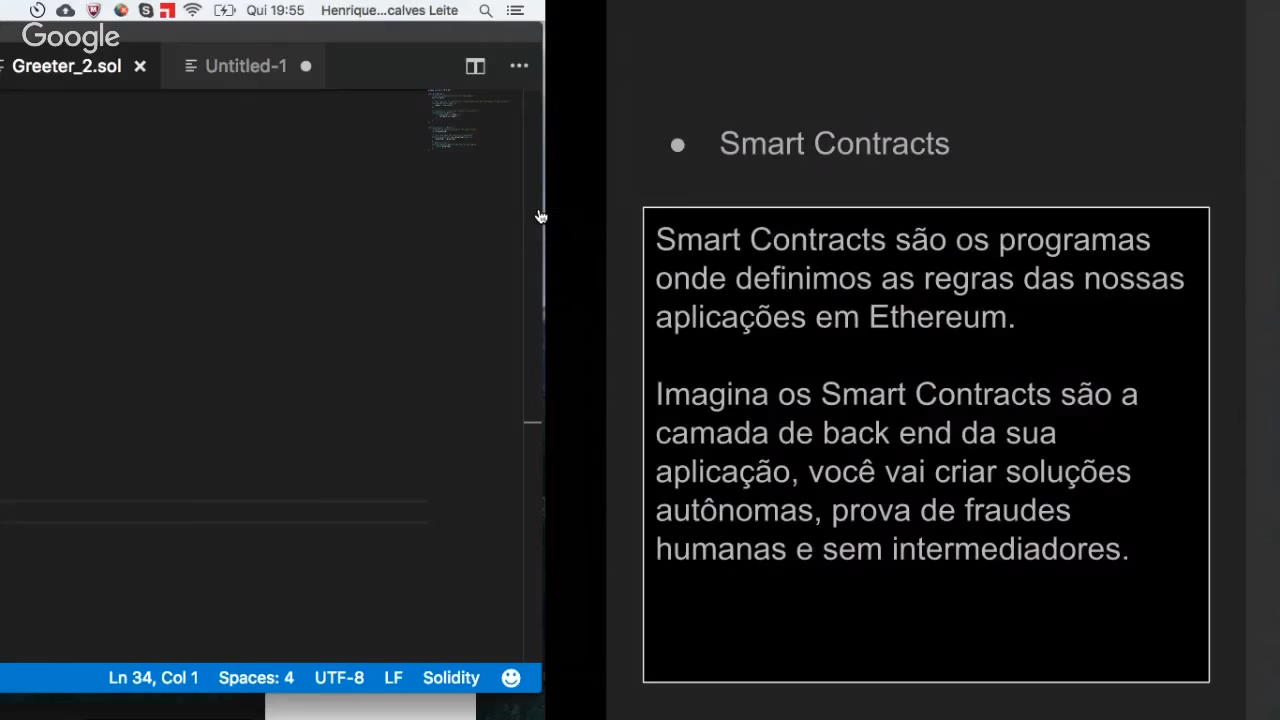 Qui 19:55 Henrique...calves Leite
Google
Greeter_2.sol
Untitled-1
Ln 34, Col 1 Spaces: 4 UTF-8 LF Solidity
Smart Contracts
Smart Contracts são os programas
onde definimos as regras das nossas
aplicações em Ethereum.
Imagina os Smart Contracts são a
camada de back end da sua
aplicação, você vai criar soluções
autônomas, prova de fraudes
humanas e sem intermediadores.